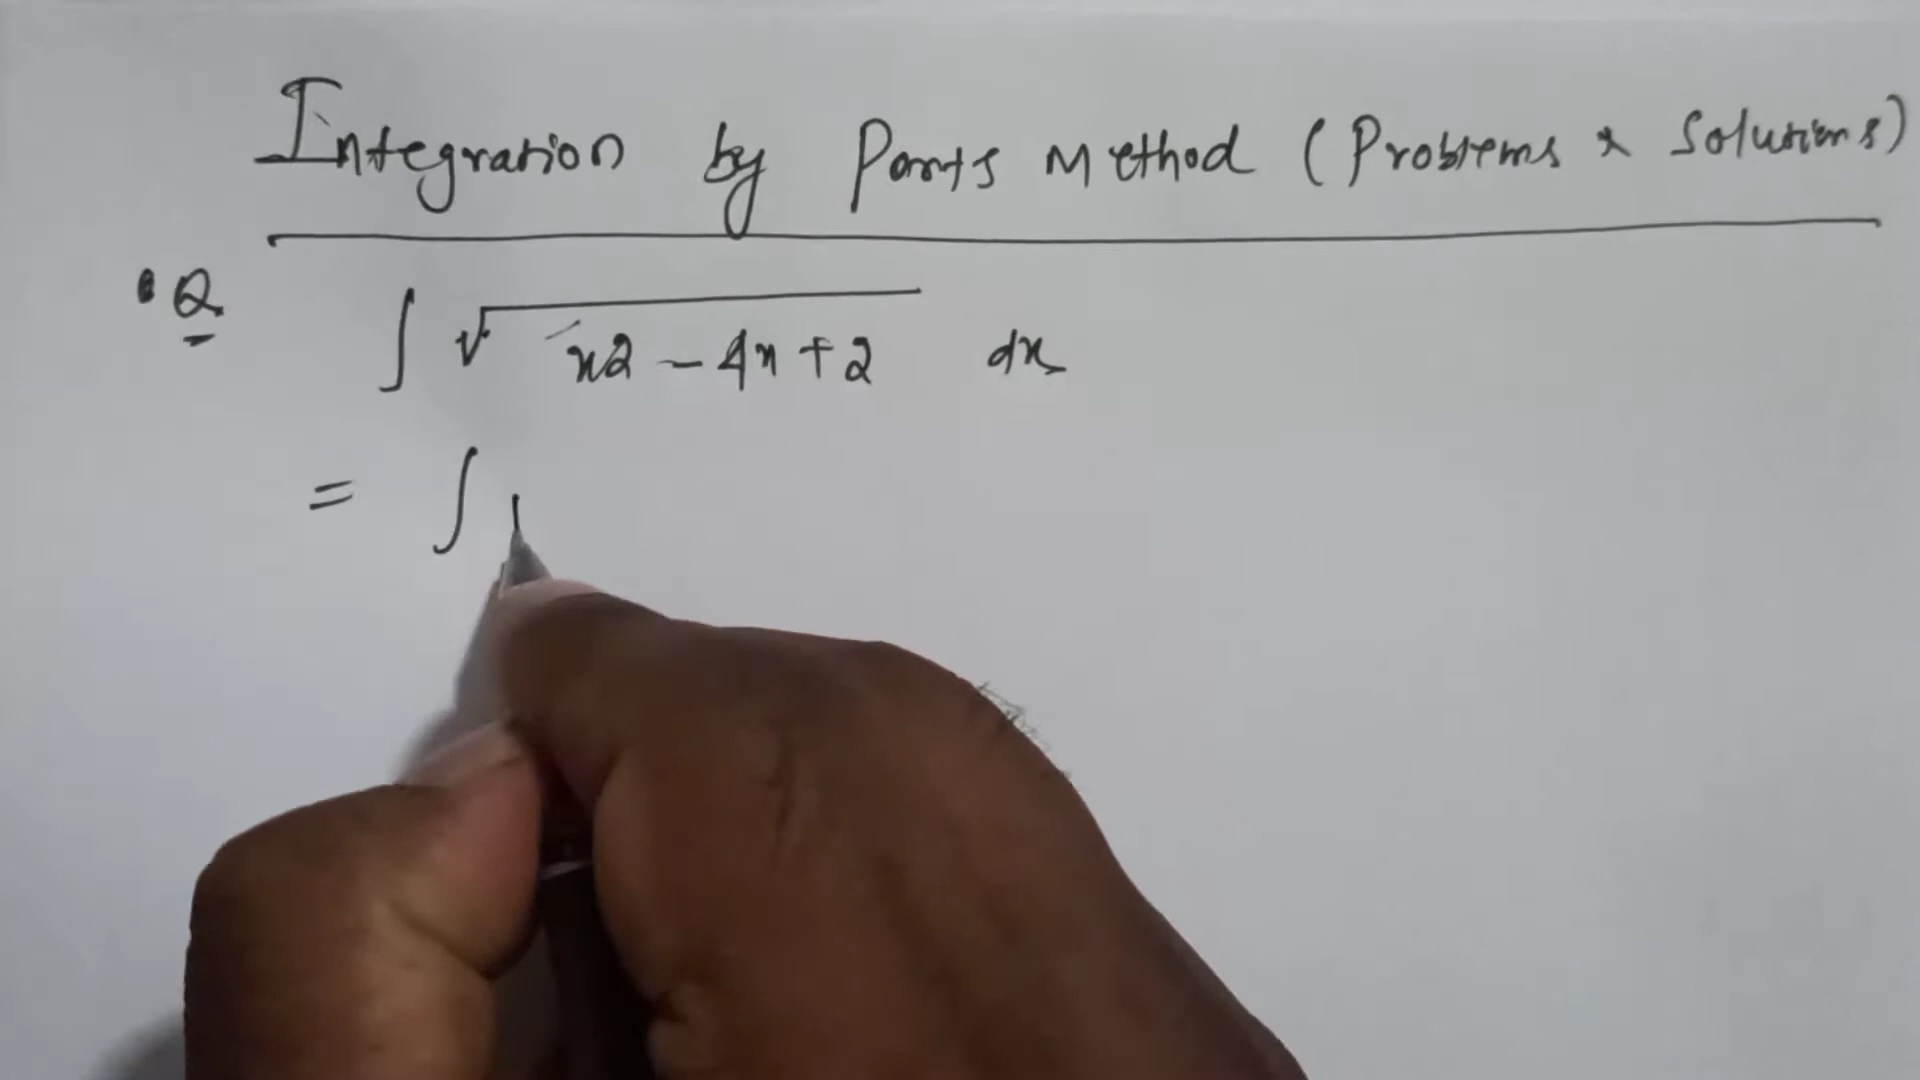 Integration by Parts Method (Problems & Solutions)
Q
∫ √ x2 - 4x + 2 dx
= ∫